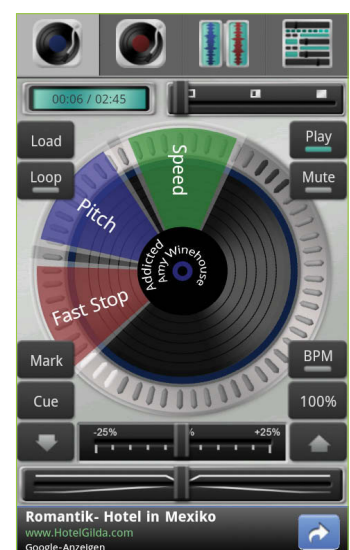 00:06 / 02:45
Load
Play
Loop
Mute
Speed
Pitch
Fast Stop
Addicted
Amy Winehouse
Mark
BPM
Cue
100%
-25%
%
+25%
Romantik- Hotel in Mexiko
www.HotelGilda.com
Google-Anzeigen